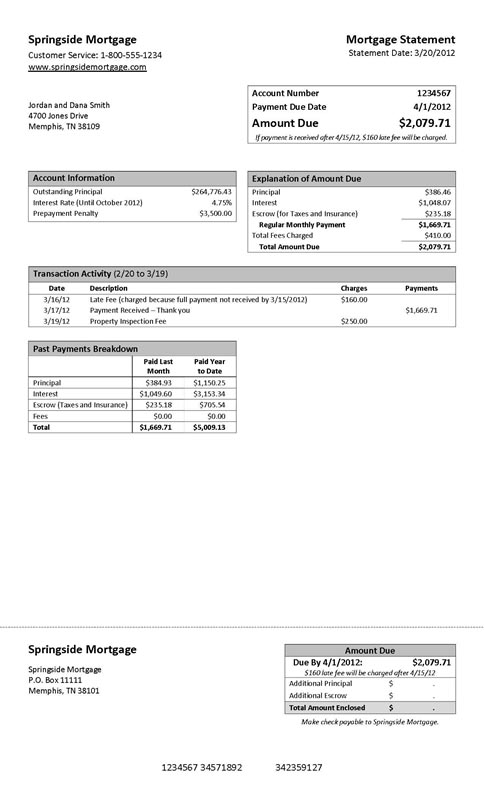 Springside Mortgage
Customer Service: 1-800-555-1234
www.springsidemortgage.com
Mortgage Statement
Statement Date: 3/20/2012
Jordan and Dana Smith
4700 Jones Drive
Memphis, TN 38109
Account Number 1234567
Payment Due Date 4/1/2012
Amount Due $2,079.71
If payment is received after 4/15/12, $160 late fee will be charged.
Account Information
Outstanding Principal $264,776.43
Interest Rate (Until October 2012) 4.75%
Prepayment Penalty $3,500.00
Explanation of Amount Due
Principal $386.46
Interest $1,048.07
Escrow (for Taxes and Insurance) $235.18
Regular Monthly Payment $1,669.71
Total Fees Charged $410.00
Total Amount Due $2,079.71
Transaction Activity (2/20 to 3/19)
Date Description Charges Payments
3/16/12 Late Fee (charged because full payment not received by 3/15/2012) $160.00
3/17/12 Payment Received – Thank you $1,669.71
3/19/12 Property Inspection Fee $250.00
Past Payments Breakdown
Paid Last Month Paid Year to Date
Principal $384.93 $1,150.25
Interest $1,049.60 $3,153.34
Escrow (Taxes and Insurance) $235.18 $705.54
Fees $0.00 $0.00
Total $1,669.71 $5,009.13
Springside Mortgage
Springside Mortgage
P.O. Box 11111
Memphis, TN 38101
Amount Due
Due By 4/1/2012: $2,079.71
$160 late fee will be charged after 4/15/12
Additional Principal $ .
Additional Escrow $ .
Total Amount Enclosed $ .
Make check payable to Springside Mortgage.
1234567 34571892 342359127